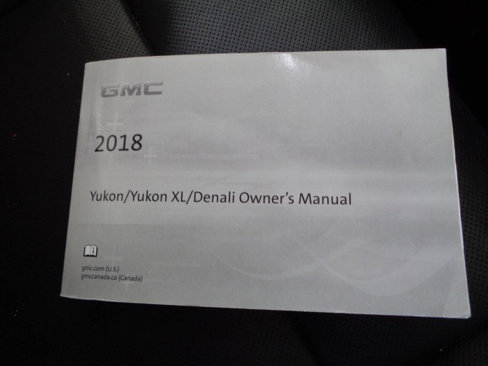 GMC
2018
Yukon/Yukon XL/Denali Owner's Manual
gmc.com (U.S.)
gmccanada.ca (Canada)